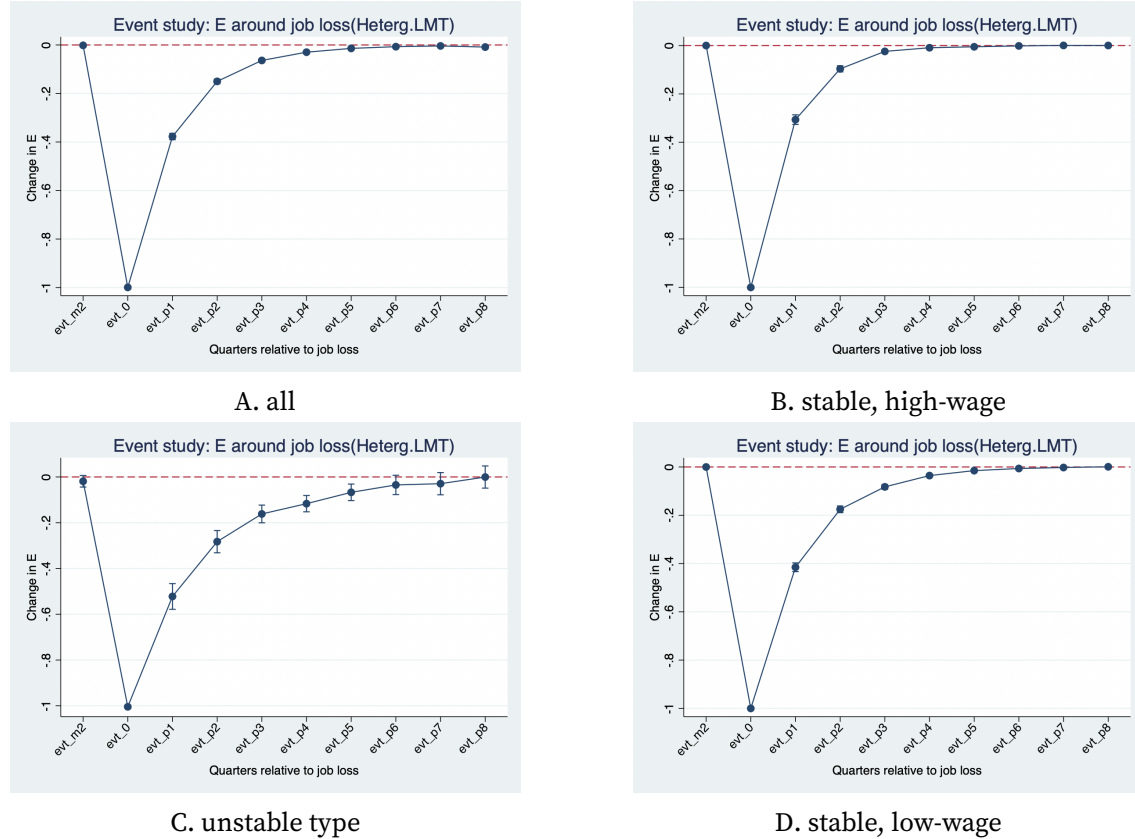 Event study: E around job loss(Heterg.LMT)
Change in E
0
-.2
-.4
-.6
-.8
-1
evt_m2
evt_0
evt_p1
evt_p2
evt_p3
evt_p4
evt_p5
evt_p6
evt_p7
evt_p8
Quarters relative to job loss
A. all
Event study: E around job loss(Heterg.LMT)
Change in E
0
-.2
-.4
-.6
-.8
-1
evt_m2
evt_0
evt_p1
evt_p2
evt_p3
evt_p4
evt_p5
evt_p6
evt_p7
evt_p8
Quarters relative to job loss
B. stable, high-wage
Event study: E around job loss(Heterg.LMT)
Change in E
0
-.2
-.4
-.6
-.8
-1
evt_m2
evt_0
evt_p1
evt_p2
evt_p3
evt_p4
evt_p5
evt_p6
evt_p7
evt_p8
Quarters relative to job loss
C. unstable type
Event study: E around job loss(Heterg.LMT)
Change in E
0
-.2
-.4
-.6
-.8
-1
evt_m2
evt_0
evt_p1
evt_p2
evt_p3
evt_p4
evt_p5
evt_p6
evt_p7
evt_p8
Quarters relative to job loss
D. stable, low-wage